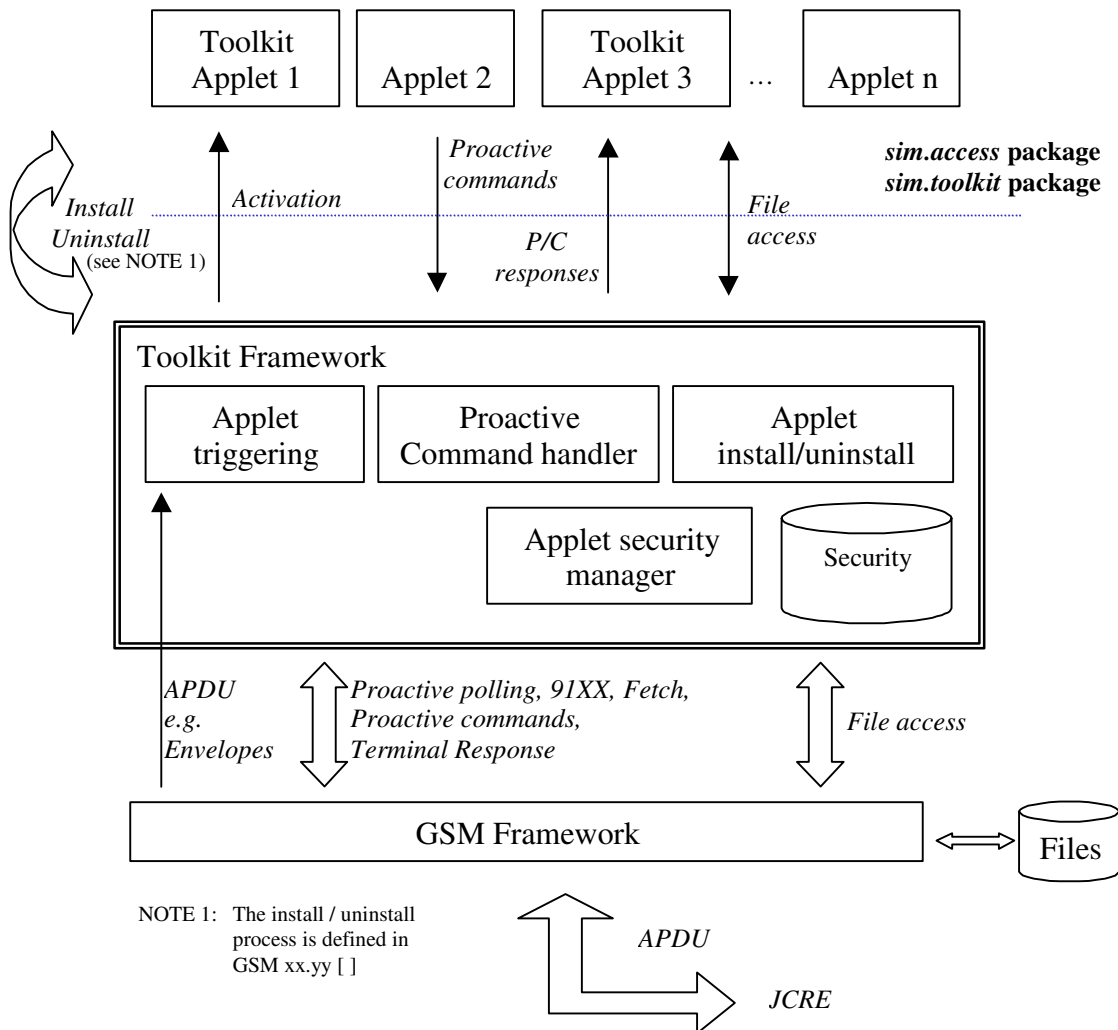 Toolkit
Applet 1
Applet 2
Toolkit
Applet 3
...
Applet n
Install
Uninstall
(see NOTE 1)
Activation
Proactive
commands
P/C
responses
File
access
sim.access package
sim.toolkit package
Toolkit Framework
Applet
triggering
Proactive
Command handler
Applet
install/uninstall
Applet security
manager
Security
APDU
e.g.
Envelopes
Proactive polling, 91XX, Fetch,
Proactive commands,
Terminal Response
File access
GSM Framework
Files
NOTE 1: The install / uninstall
process is defined in
GSM xx.yy [ ]
APDU
JCRE